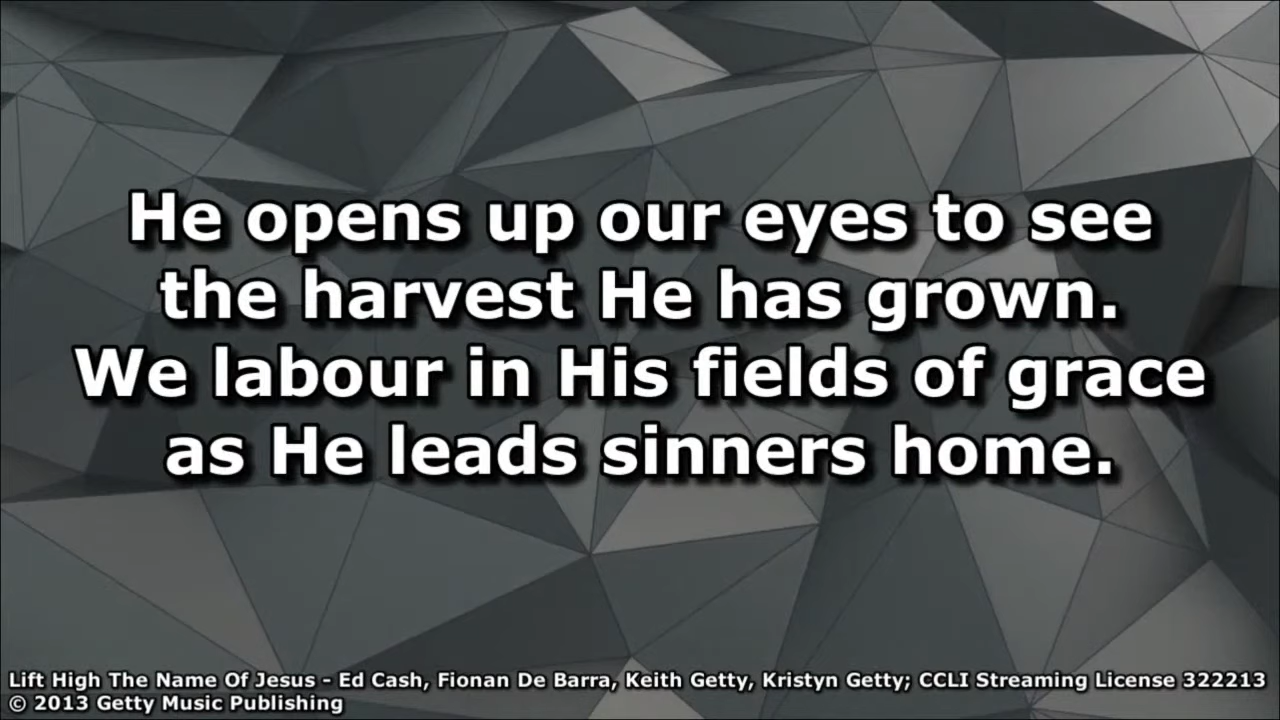 He opens up our eyes to see
the harvest He has grown.
We labour in His fields of grace
as He leads sinners home.
Lift High The Name Of Jesus - Ed Cash, Fionan De Barra, Keith Getty, Kristyn Getty; CCLI Streaming License 322213
© 2013 Getty Music Publishing